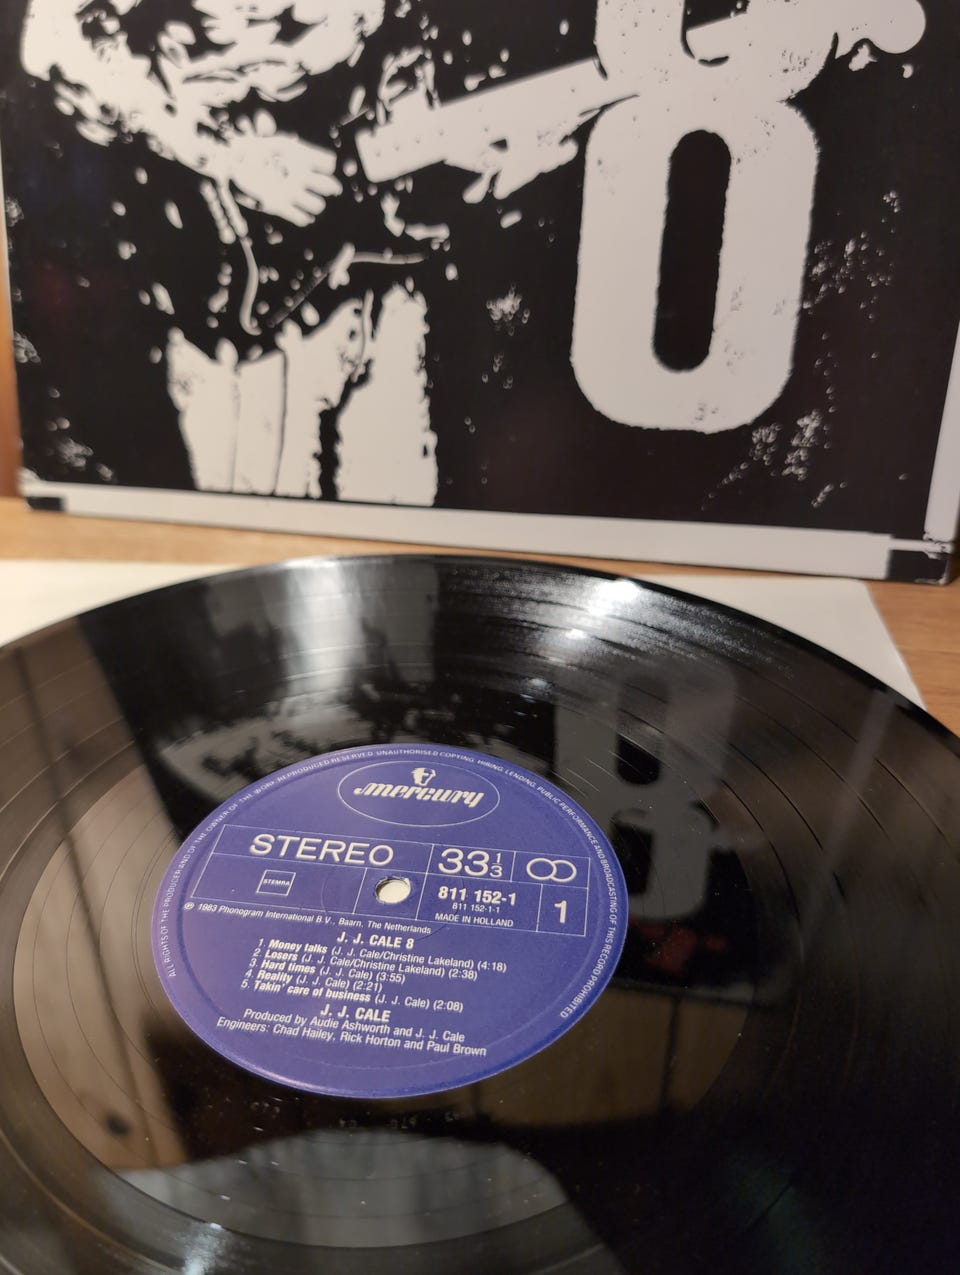 8
ALL RIGHTS OF THE PRODUCER AND OF THE OWNER OF THE WORK REPRODUCED RESERVED. UNAUTHORISED COPYING, HIRING, LENDING, PUBLIC PERFORMANCE AND BROADCASTING OF THIS RECORD PROHIBITED
mercury
STEREO
33 1/3
STEMRA
811 152-1
811 152-1-1
MADE IN HOLLAND
1
℗ 1983 Phonogram International B.V., Baarn, The Netherlands
J. J. CALE 8
1. Money talks (J. J. Cale/Christine Lakeland) (4:18)
2. Losers (J. J. Cale/Christine Lakeland) (2:38)
3. Hard times (J. J. Cale) (3:55)
4. Reality (J. J. Cale) (2:21)
5. Takin' care of business (J. J. Cale) (2:08)
J. J. CALE
Produced by Audie Ashworth and J. J. Cale
Engineers: Chad Hailey, Rick Horton and Paul Brown